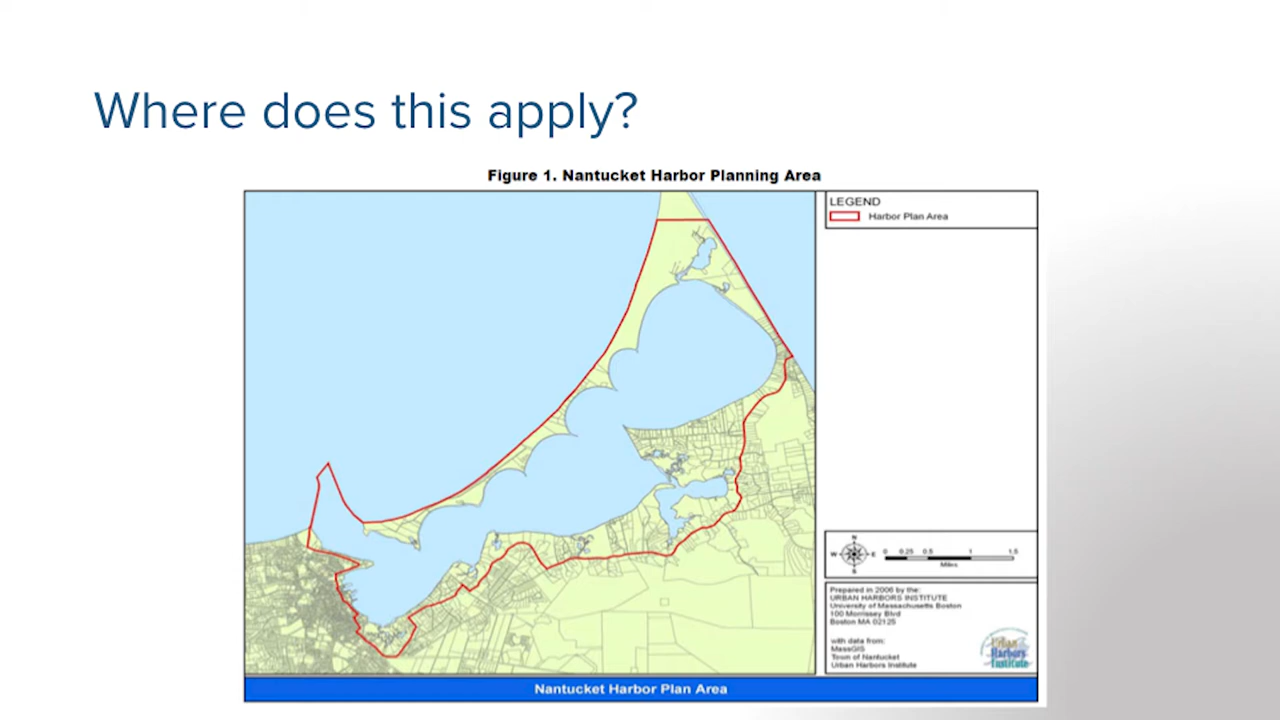 Where does this apply?
Figure 1. Nantucket Harbor Planning Area
LEGEND
Harbor Plan Area
N
W E
S
0 0.25 0.5 1 1.5
Miles
Prepared in 2006 by the:
URBAN HARBORS INSTITUTE
University of Massachusetts Boston
100 Morrissey Blvd
Boston MA 02125
with data from:
MassGIS
Town of Nantucket
Urban Harbors Institute
Urban
Harbors
Institute
Nantucket Harbor Plan Area